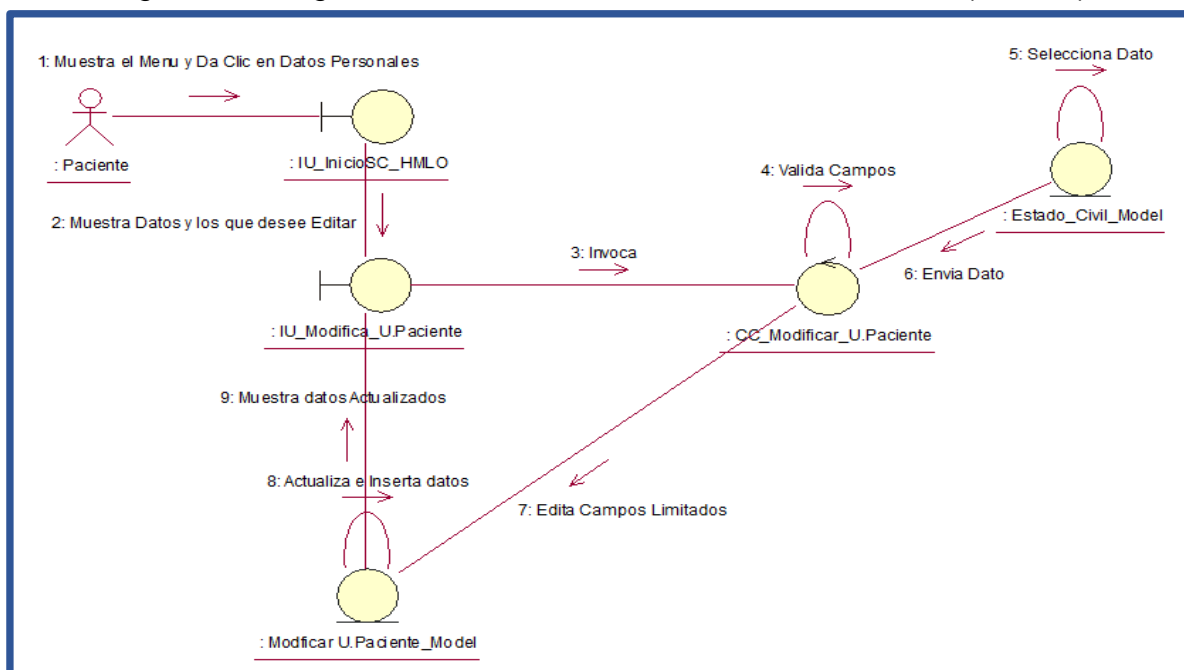 1: Muestra el Menu y Da Clic en Datos Personales
5: Selecciona Dato
: Paciente
: IU_InicioSC_HMLO
4: Valida Campos
: Estado_Civil_Model
2: Muestra Datos y los que desee Editar
3: Invoca
6: Envia Dato
: IU_Modifica_U.Paciente
: CC_Modificar_U.Paciente
9: Muestra datos Actualizados
8: Actualiza e Inserta datos
7: Edita Campos Limitados
: Modficar U.Paciente_Model